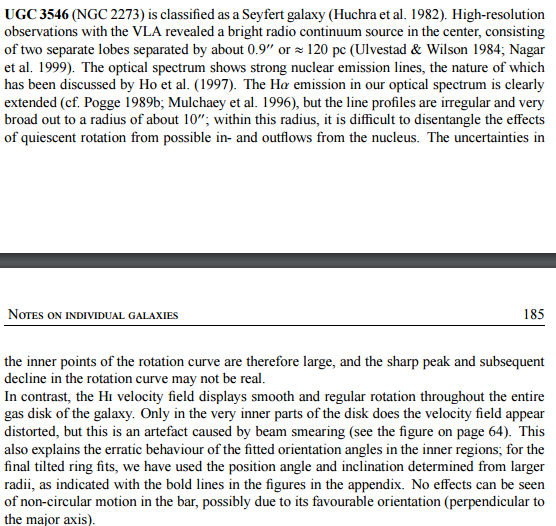 UGC 3546 (NGC 2273) is classified as a Seyfert galaxy (Huchra et al. 1982). High-resolution
observations with the VLA revealed a bright radio continuum source in the center, consisting
of two separate lobes separated by about 0.9″ or ≈ 120 pc (Ulvestad & Wilson 1984; Nagar
et al. 1999). The optical spectrum shows strong nuclear emission lines, the nature of which
has been discussed by Ho et al. (1997). The Hα emission in our optical spectrum is clearly
extended (cf. Pogge 1989b; Mulchaey et al. 1996), but the line profiles are irregular and very
broad out to a radius of about 10″; within this radius, it is difficult to disentangle the effects
of quiescent rotation from possible in- and outflows from the nucleus. The uncertainties in
NOTES ON INDIVIDUAL GALAXIES 185
the inner points of the rotation curve are therefore large, and the sharp peak and subsequent
decline in the rotation curve may not be real.
In contrast, the HI velocity field displays smooth and regular rotation throughout the entire
gas disk of the galaxy. Only in the very inner parts of the disk does the velocity field appear
distorted, but this is an artefact caused by beam smearing (see the figure on page 64). This
also explains the erratic behaviour of the fitted orientation angles in the inner regions; for the
final tilted ring fits, we have used the position angle and inclination determined from larger
radii, as indicated with the bold lines in the figures in the appendix. No effects can be seen
of non-circular motion in the bar, possibly due to its favourable orientation (perpendicular to
the major axis).